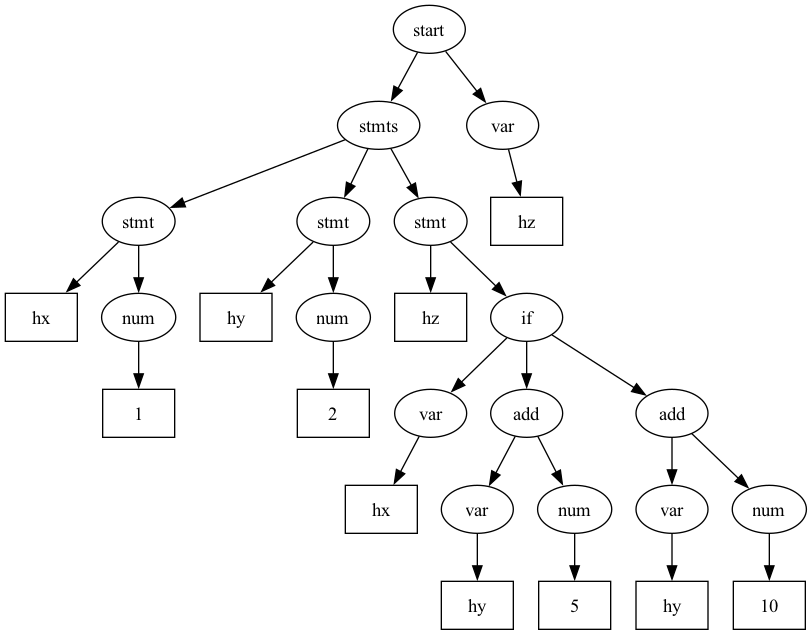 start
stmts var
stmt stmt stmt hz
hx num hy num hz if
1 2 var add add
hx var num var num
hy 5 hy 10